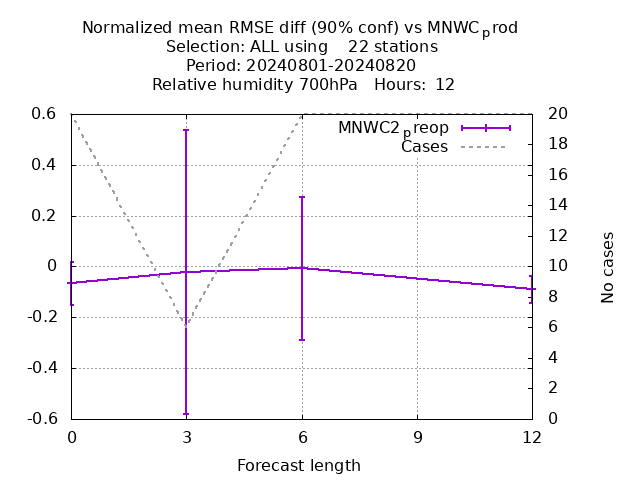 Normalized mean RMSE diff (90% conf) vs MNWCprod
Selection: ALL using 22 stations
Period: 20240801-20240820
Relative humidity 700hPa Hours: 12
0.6 20
MNWC2preop
18
Cases
0.4 16
14
0.2
12
0 10
No cases
8
-0.2
6
-0.4 4
2
-0.6 0
0 3 6 9 12
Forecast length